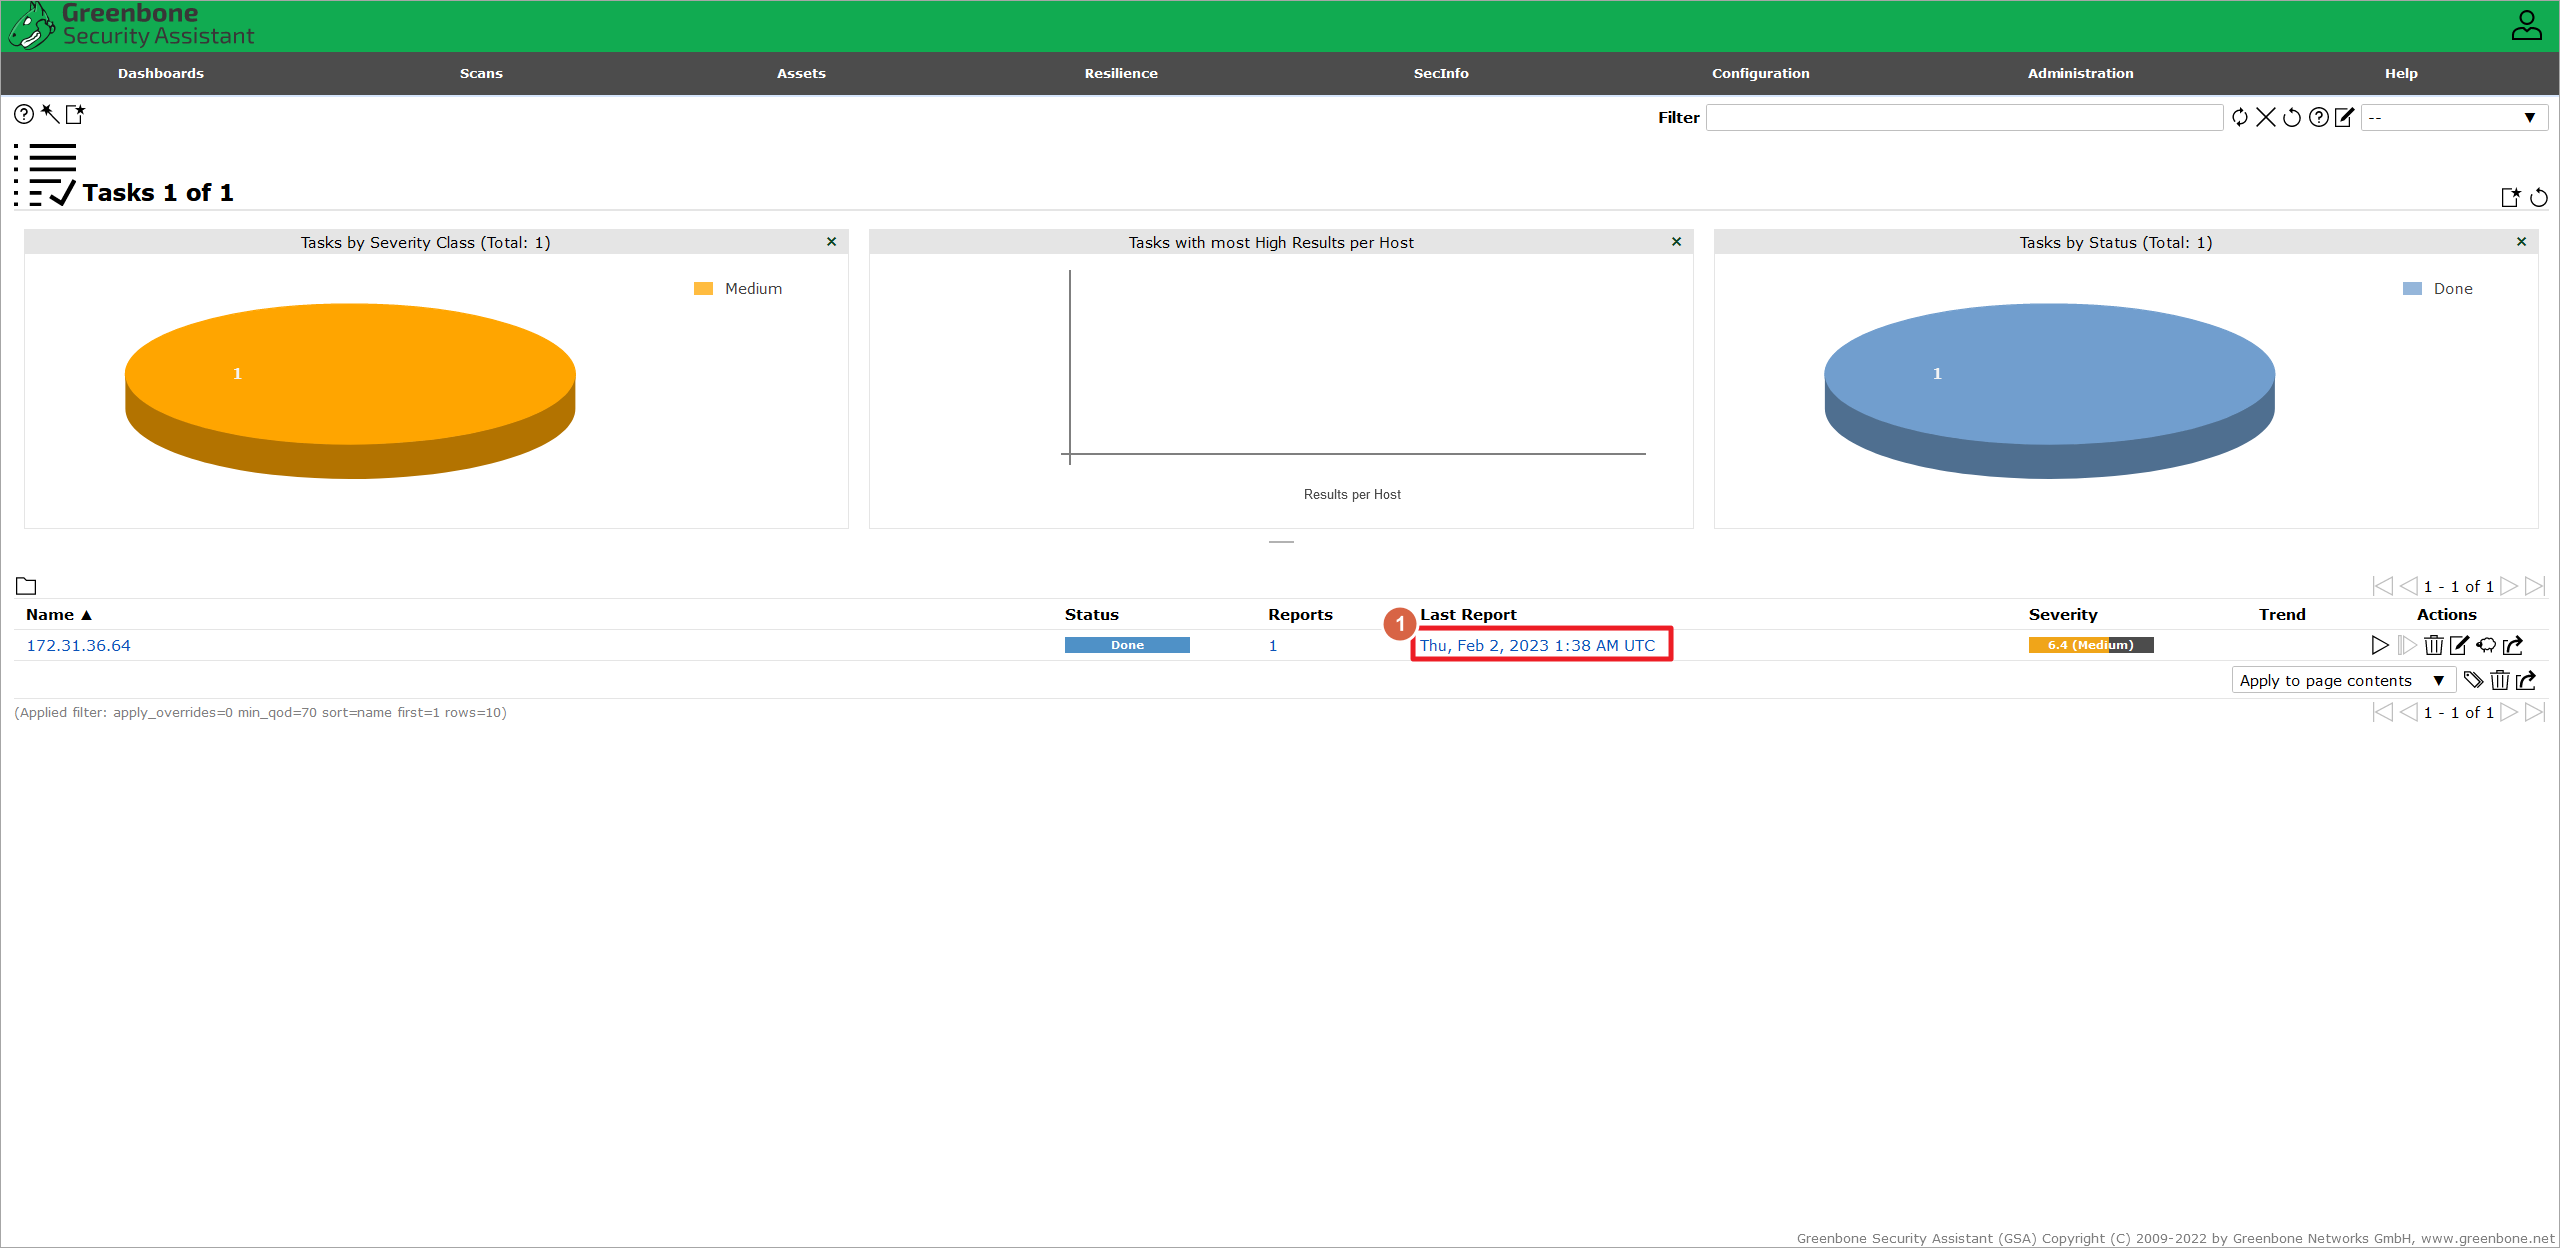 Greenbone
Security Assistant
Dashboards Scans Assets Resilience SecInfo Configuration Administration Help
Filter --
Tasks 1 of 1
Tasks by Severity Class (Total: 1) Tasks with most High Results per Host Tasks by Status (Total: 1)
Medium Done
1 1
Results per Host
1 - 1 of 1
Name ▲ Status Reports Last Report Severity Trend Actions
1
172.31.36.64 Done 1 Thu, Feb 2, 2023 1:38 AM UTC 6.4 (Medium)
Apply to page contents
(Applied filter: apply_overrides=0 min_qod=70 sort=name first=1 rows=10) 1 - 1 of 1
Greenbone Security Assistant (GSA) Copyright (C) 2009-2022 by Greenbone Networks GmbH, www.greenbone.net